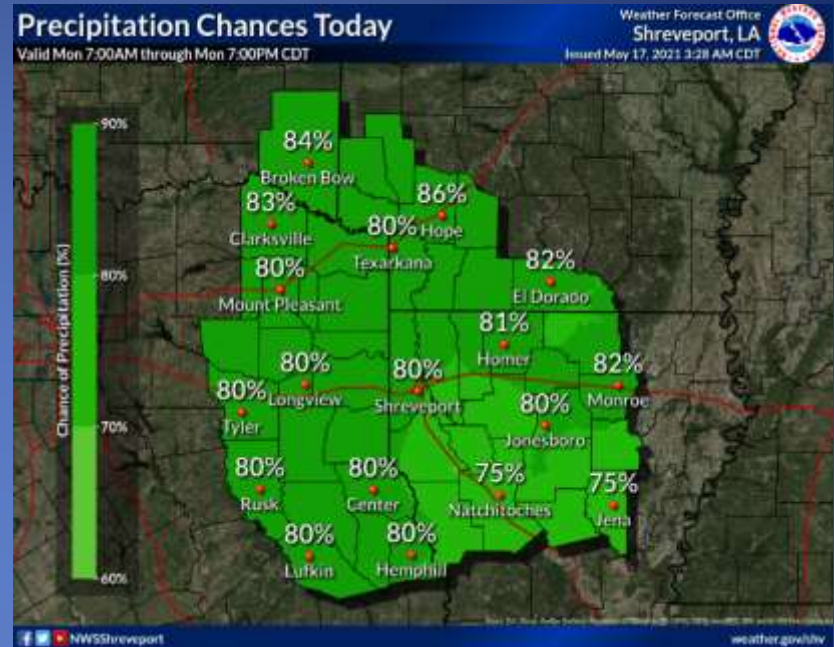 Precipitation Chances Today
Valid Mon 7:00AM through Mon 7:00PM CDT
Weather Forecast Office
Shreveport, LA
Issued May 17, 2021 3:28 AM CDT
Chance of Precipitation [%]
90%
80%
70%
60%
84%
Broken Bow
83%
Clarksville
86%
Hope
80%
Texarkana
80%
Mount Pleasant
82%
El Dorado
81%
Homer
80%
Longview
80%
Shreveport
82%
Monroe
80%
Tyler
80%
Jonesboro
80%
Rusk
80%
Center
75%
Natchitoches
75%
Jena
80%
Lufkin
80%
Hemphill
NWSShreveport
weather.gov/shv